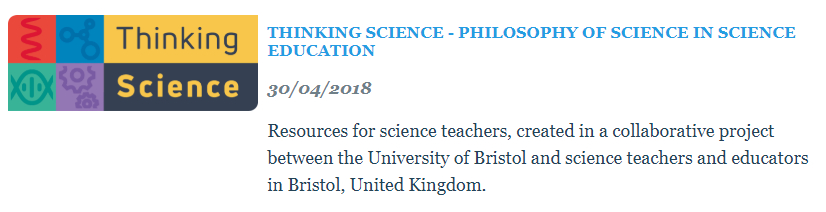 Thinking
Science
THINKING SCIENCE - PHILOSOPHY OF SCIENCE IN SCIENCE
EDUCATION
30/04/2018
Resources for science teachers, created in a collaborative project
between the University of Bristol and science teachers and educators
in Bristol, United Kingdom.